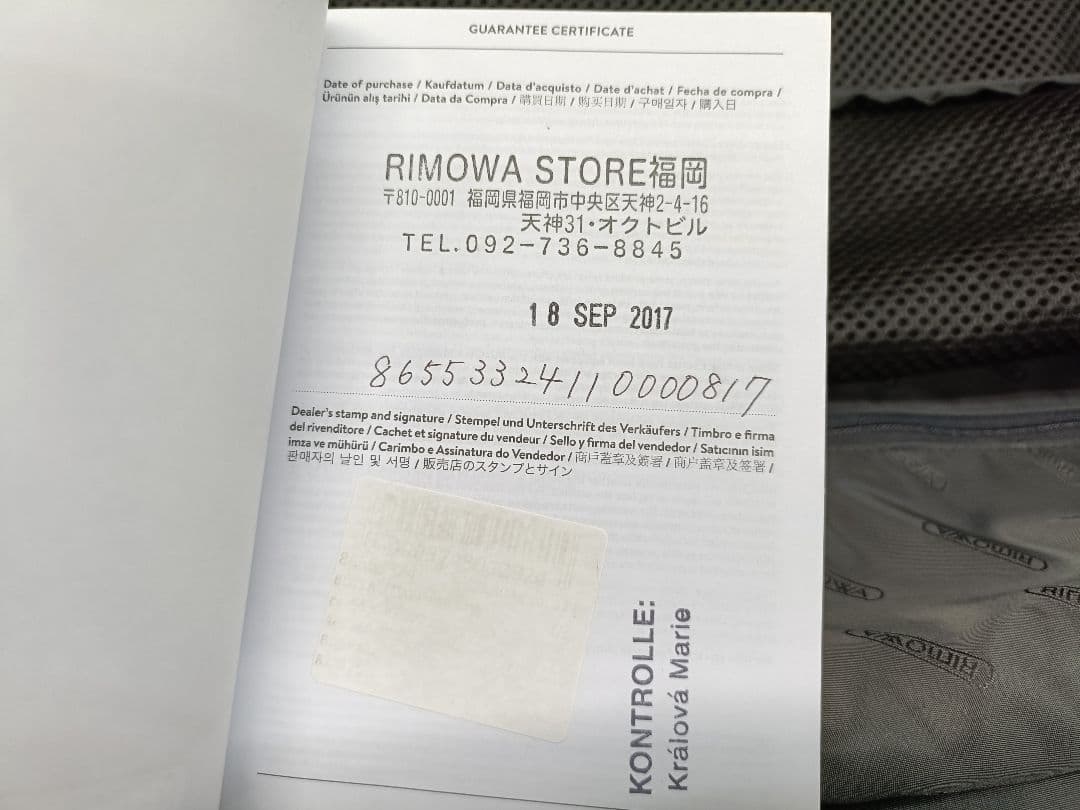 GUARANTEE CERTIFICATE
Date of purchase / Kaufdatum / Data d'acquisto / Date d'achat / Fecha de compra /
Ürünün alış tarihi / Data da Compra / 購買日期 / 购买日期 / 구매일자 / 購入日
RIMOWA STORE福岡
〒810-0001 福岡県福岡市中央区天神2-4-16
天神31・オクトビル
TEL.092-736-8845
18 SEP 2017
86553324110000817
Dealer's stamp and signature / Stempel und Unterschrift des Verkäufers / Timbro e firma
del rivenditore / Cachet et signature du vendeur / Sello y firma del vendedor / Satıcının isim
imza ve mührü / Carimbo e Assinatura do Vendedor / 商戶蓋章及簽署 / 商户盖章及签署 /
판매자의 날인 및 서명 / 販売店のスタンプとサイン
KONTROLLE:
Králová Marie
RIMOWA
RIMOWA